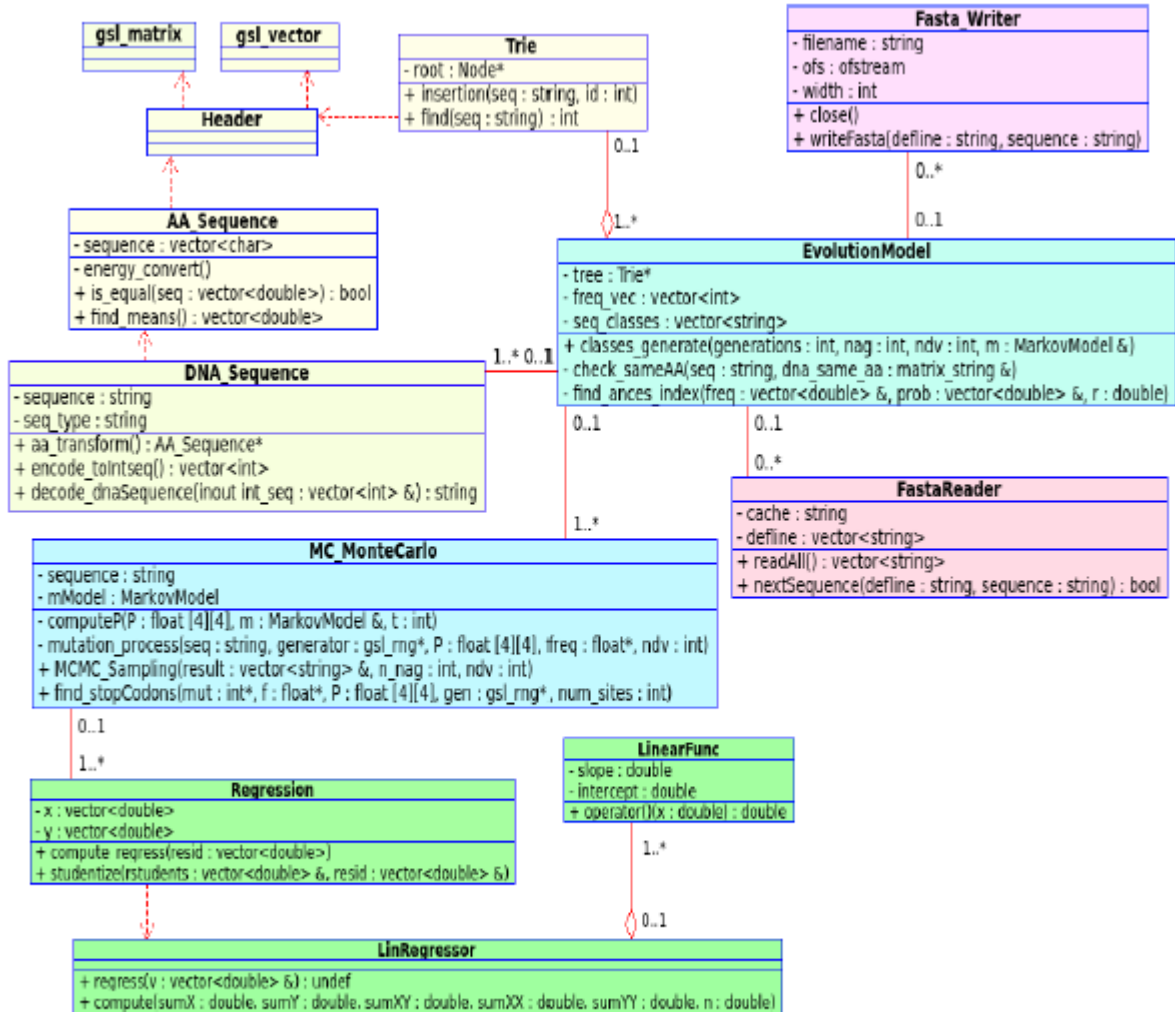 gsl_matrix
gsl_vector
Trie
- root : Node*
+ insertion(seq : string, id : int)
+ find(seq : string) : int
Fasta_Writer
- filename : string
- ofs : ofstream
- width : int
+ close()
+ writeFasta(defline : string, sequence : string)
Header
0..1
0..*
AA_Sequence
- sequence : vector<char>
- energy_convert()
+ is_equal(seq : vector<double>) : bool
+ find_means() : vector<double>
1..*
0..1
EvolutionModel
- tree : Trie*
- freq_vec : vector<int>
- seq_classes : vector<string>
+ classes_generate(generations : int, nag : int, ndv : int, m : MarkovModel &)
- check_sameAA(seq : string, dna_same_aa : matrix_string &)
- find_ances_index(freq : vector<double> &, prob : vector<double> &, r : double)
1..* 0..1
DNA_Sequence
- sequence : string
- seq_type : string
+ aa_transform() : AA_Sequence*
+ encode_toIntseq() : vector<int>
+ decode_dnaSequence(inout int_seq : vector<int> &) : string
0..1
0..1
0..*
FastaReader
- cache : string
- defline : vector<string>
+ readAll() : vector<string>
+ nextSequence(defline : string, sequence : string) : bool
1..*
MC_MonteCarlo
- sequence : string
- mModel : MarkovModel
- computeP(P : float [4][4], m : MarkovModel &, t : int)
- mutation_process(seq : string, generator : gsl_rng*, P : float [4][4], freq : float*, ndv : int)
+ MCMC_Sampling(result : vector<string> &, n_nag : int, ndv : int)
+ find_stopCodons(mut : int*, f : float*, P : float [4][4], gen : gsl_rng*, num_sites : int)
0..1
1..*
Regression
- x : vector<double>
- y : vector<double>
+ compute_regress(resid : vector<double>)
+ studentize(rstudents : vector<double> &, resid : vector<double> &)
LinearFunc
- slope : double
- intercept : double
+ operator()(x : double) : double
1..*
0..1
LinRegressor
+ regress(v : vector<double> &) : undef
+ compute(sumX : double, sumY : double, sumXY : double, sumXX : double, sumYY : double, n : double)